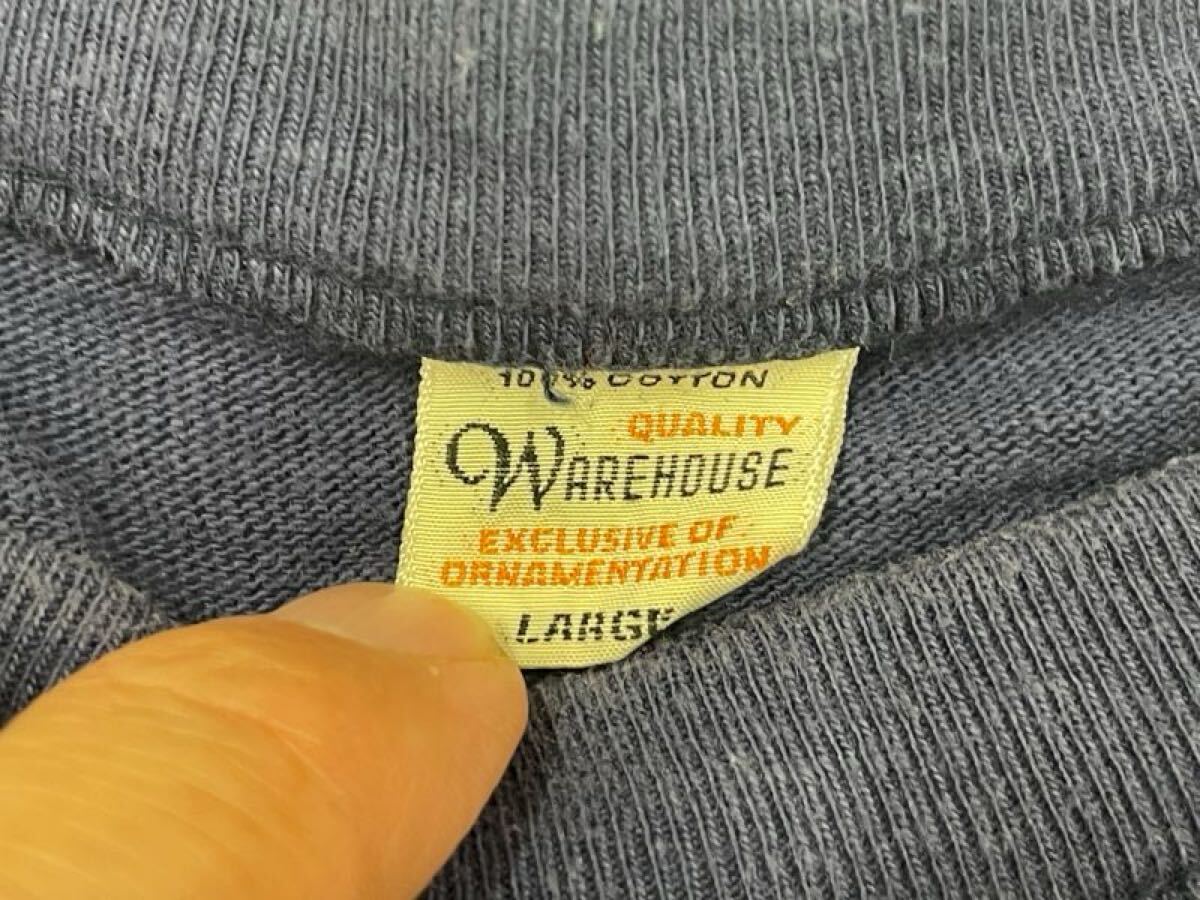 100% COTTON
QUALITY
WAREHOUSE
EXCLUSIVE OF
ORNAMENTATION
LARGE